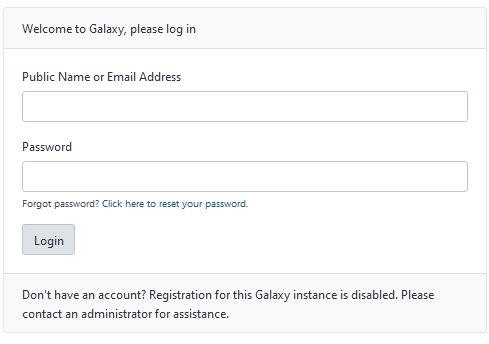 Welcome to Galaxy, please log in
Public Name or Email Address
Password
Forgot password? Click here to reset your password.
Login
Don't have an account? Registration for this Galaxy instance is disabled. Please
contact an administrator for assistance.